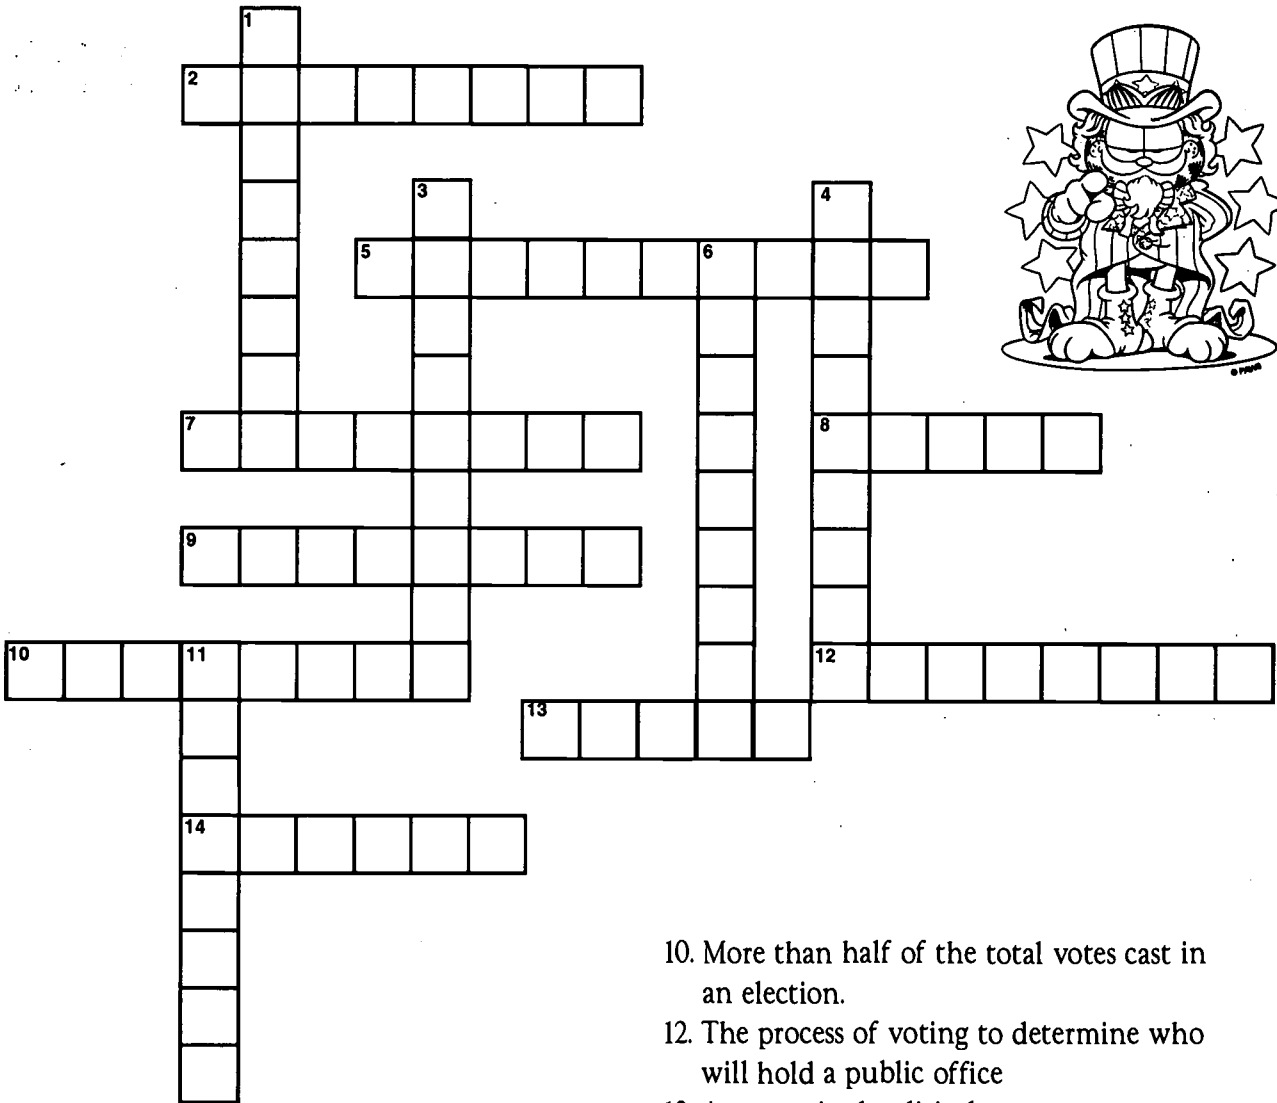 1
2
3
4
5
6
7
8
9
10
11
12
13
14
© PAWS
10. More than half of the total votes cast in
an election.
12. The process of voting to determine who
will hold a public office